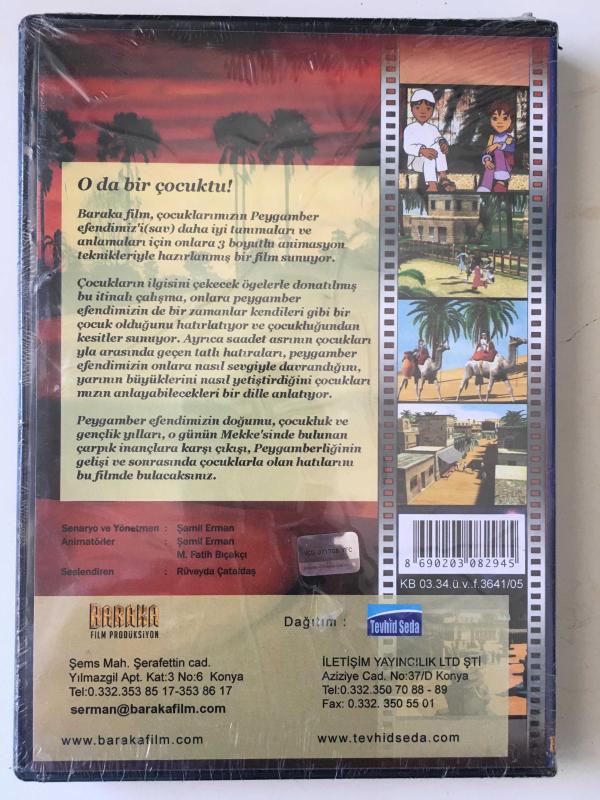 O da bir çocuktu!
Baraka film, çocuklarımızın Peygamber
efendimiz'i(sav) daha iyi tanımaları ve
anlamaları için onlara 3 boyutlu animasyon
teknikleriyle hazırlanmış bir film sunuyor.
Çocukların ilgisini çekecek ögelerle donatılmış
bu itinalı çalışma, onlara peygamber
efendimizin de bir zamanlar kendileri gibi bir
çocuk olduğunu hatırlatıyor ve çocukluğundan
kesitler sunuyor. Ayrıca saadet asrının çocukları
yla arasında geçen tatlı hatıraları, peygamber
efendimizin onlara nasıl sevgiyle davrandığını,
yarının büyüklerini nasıl yetiştirdiğini çocukları
mızın anlayabilecekleri bir dille anlatıyor.
Peygamber efendimizin doğumu, çocukluk ve
gençlik yılları, o günün Mekke'sinde bulunan
çarpık inançlara karşı çıkışı, Peygamberliğinin
gelişi ve sonrasında çocuklarla olan hatılarını
bu filmde bulacaksınız.
Senaryo ve Yönetmen : Şamil Erman
Animatörler : Şamil Erman
M. Fatih Bıçakçı
Seslendiren : Rüveyda Çataldaş
8 690203 082945
KB 03.34.ü.v..f.3641/05
BARAKA
FİLM PRODÜKSİYON
Dağıtım :
Tevhid Seda
Şems Mah. Şerafettin cad.
Yılmazgil Apt. Kat:3 No:6 Konya
Tel:0.332.353 85 17-353 86 17
serman@barakafilm.com
www.barakafilm.com
İLETİŞİM YAYINCILIK LTD ŞTİ
Aziziye Cad. No:37/D Konya
Tel:0.332.350 70 88 - 89
Fax: 0.332. 350 55 01
www.tevhidseda.com